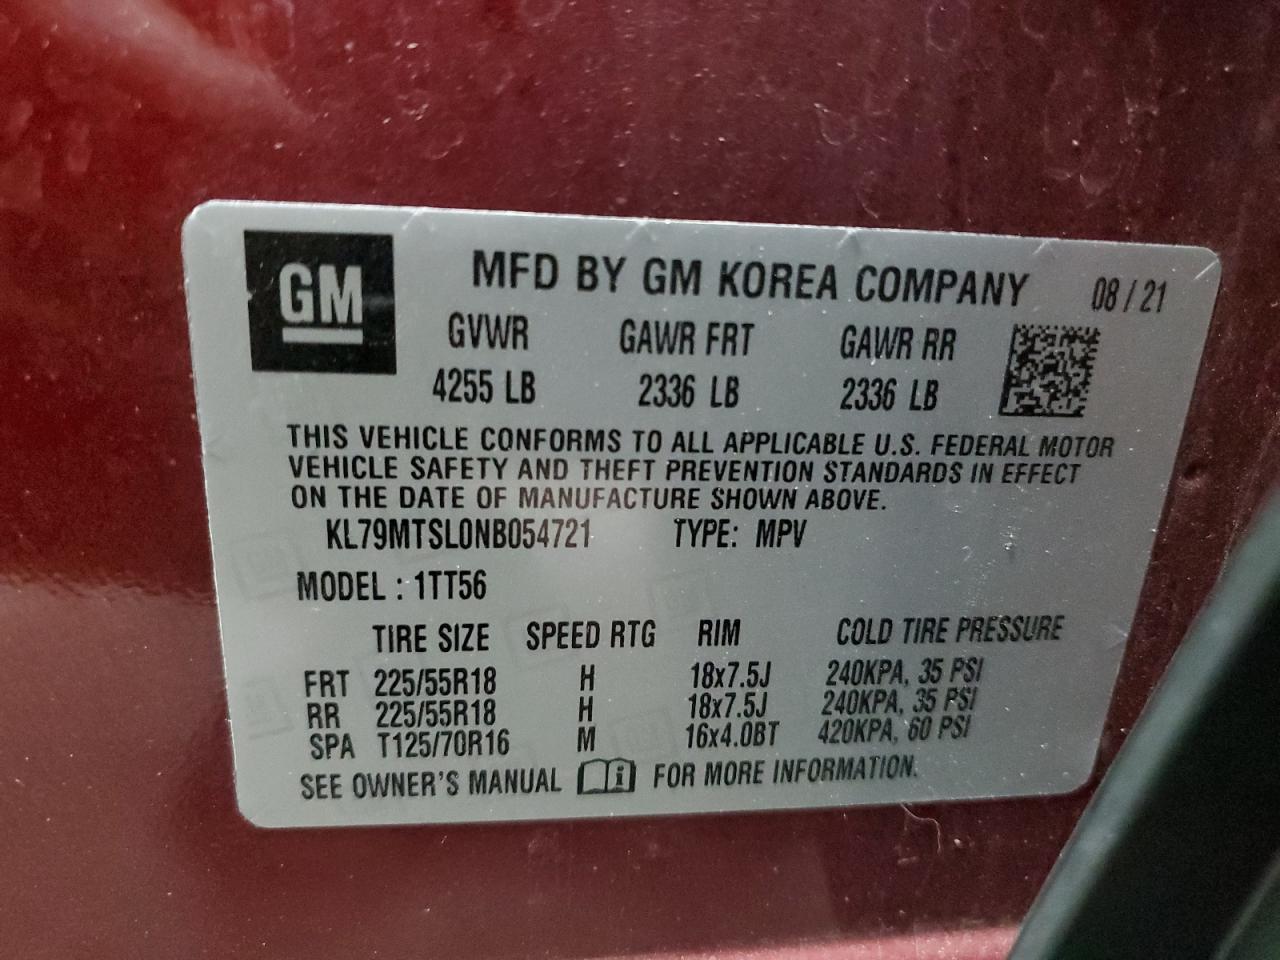 GM
MFD BY GM KOREA COMPANY 08 / 21
GVWR GAWR FRT GAWR RR
4255 LB 2336 LB 2336 LB
THIS VEHICLE CONFORMS TO ALL APPLICABLE U.S. FEDERAL MOTOR
VEHICLE SAFETY AND THEFT PREVENTION STANDARDS IN EFFECT
ON THE DATE OF MANUFACTURE SHOWN ABOVE.
KL79MTSL0NB054721 TYPE: MPV
MODEL : 1TT56
TIRE SIZE SPEED RTG RIM COLD TIRE PRESSURE
FRT 225/55R18 H 18x7.5J 240KPA, 35 PSI
RR 225/55R18 H 18x7.5J 240KPA, 35 PSI
SPA T125/70R16 M 16x4.0BT 420KPA, 60 PSI
SEE OWNER'S MANUAL i FOR MORE INFORMATION.